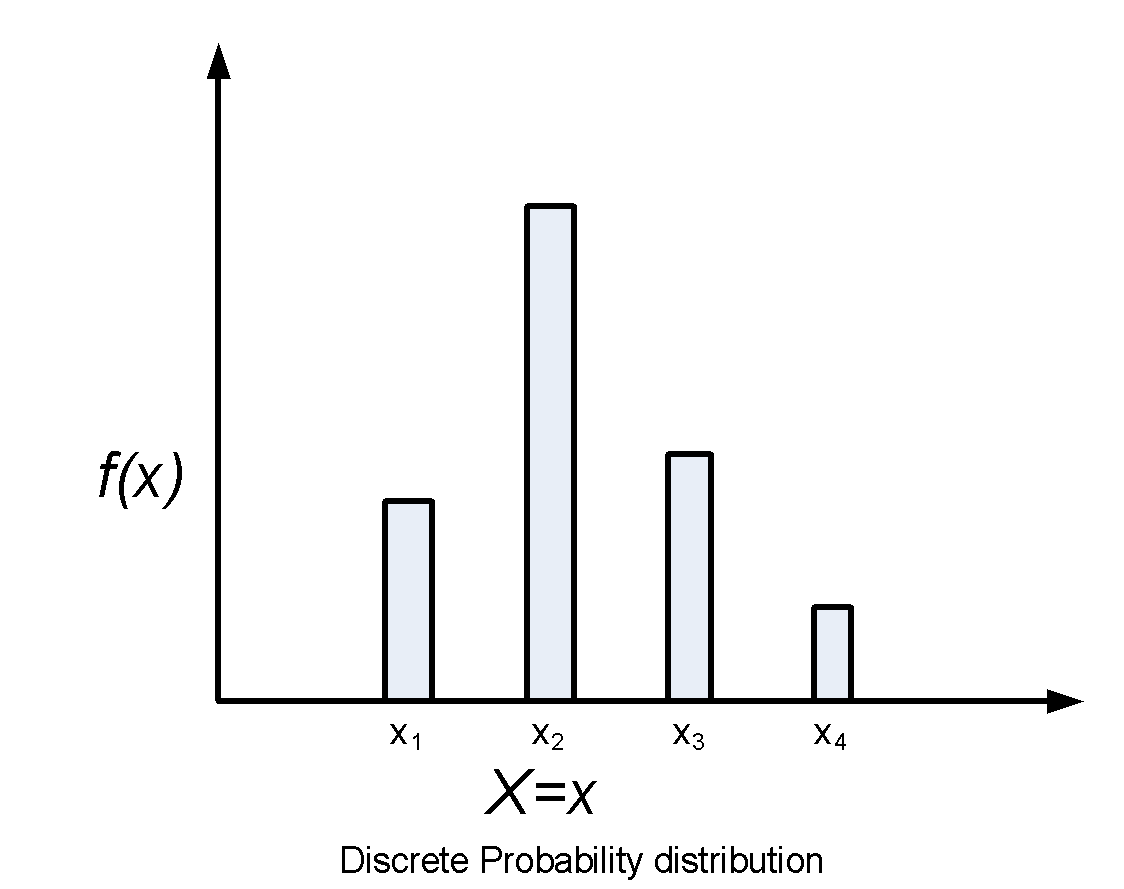 f(x)
x₁ x₂ x₃ x₄
X=x
Discrete Probability distribution